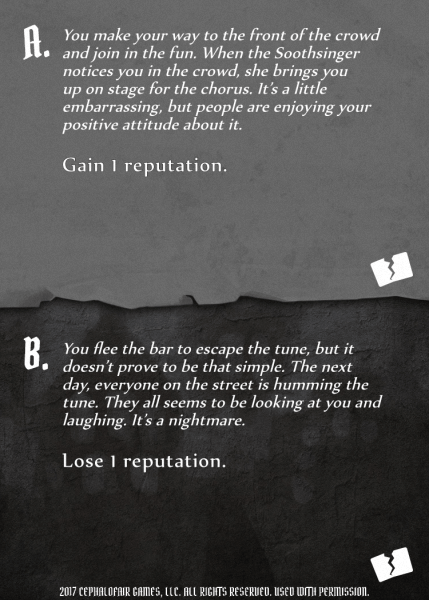 A.
You make your way to the front of the crowd
and join in the fun. When the Soothsinger
notices you in the crowd, she brings you
up on stage for the chorus. It's a little
embarrassing, but people are enjoying your
positive attitude about it.
Gain 1 reputation.
B.
You flee the bar to escape the tune, but it
doesn't prove to be that simple. The next
day, everyone on the street is humming the
tune. They all seems to be looking at you and
laughing. It's a nightmare.
Lose 1 reputation.
2017 CEPHALOFAIR GAMES, LLC. ALL RIGHTS RESERVED. USED WITH PERMISSION.